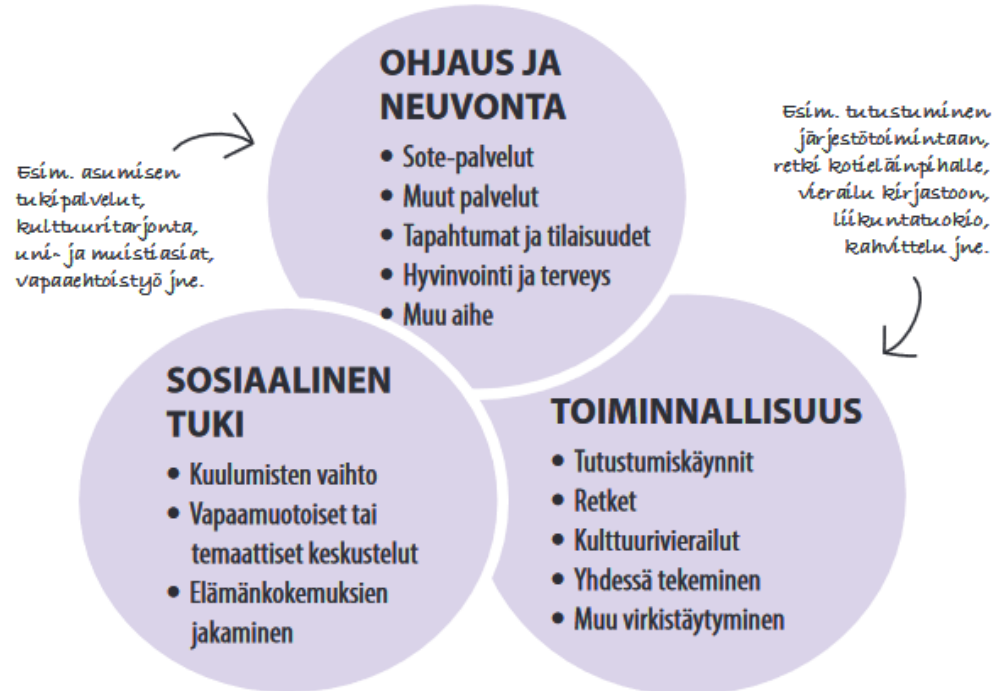 OHJAUS JA
NEUVONTA
• Sote-palvelut
• Muut palvelut
• Tapahtumat ja tilaisuudet
• Hyvinvointi ja terveys
• Muu aihe
Esim. asumisen
tukipalvelut,
kulttuuritarjonta,
uni- ja muistiasiat,
vapaaehtoistyö jne.
Esim. tutustuminen
järjestötoimintaan,
retki kotieläinpihalle,
vierailu kirjastoon,
liikuntatuokio,
kahvittelu jne.
SOSIAALINEN
TUKI
• Kuulumisten vaihto
• Vapaamuotoiset tai
temaattiset keskustelut
• Elämänkokemuksien
jakaminen
TOIMINNALLISUUS
• Tutustumiskäynnit
• Retket
• Kulttuurivierailut
• Yhdessä tekeminen
• Muu virkistäytyminen